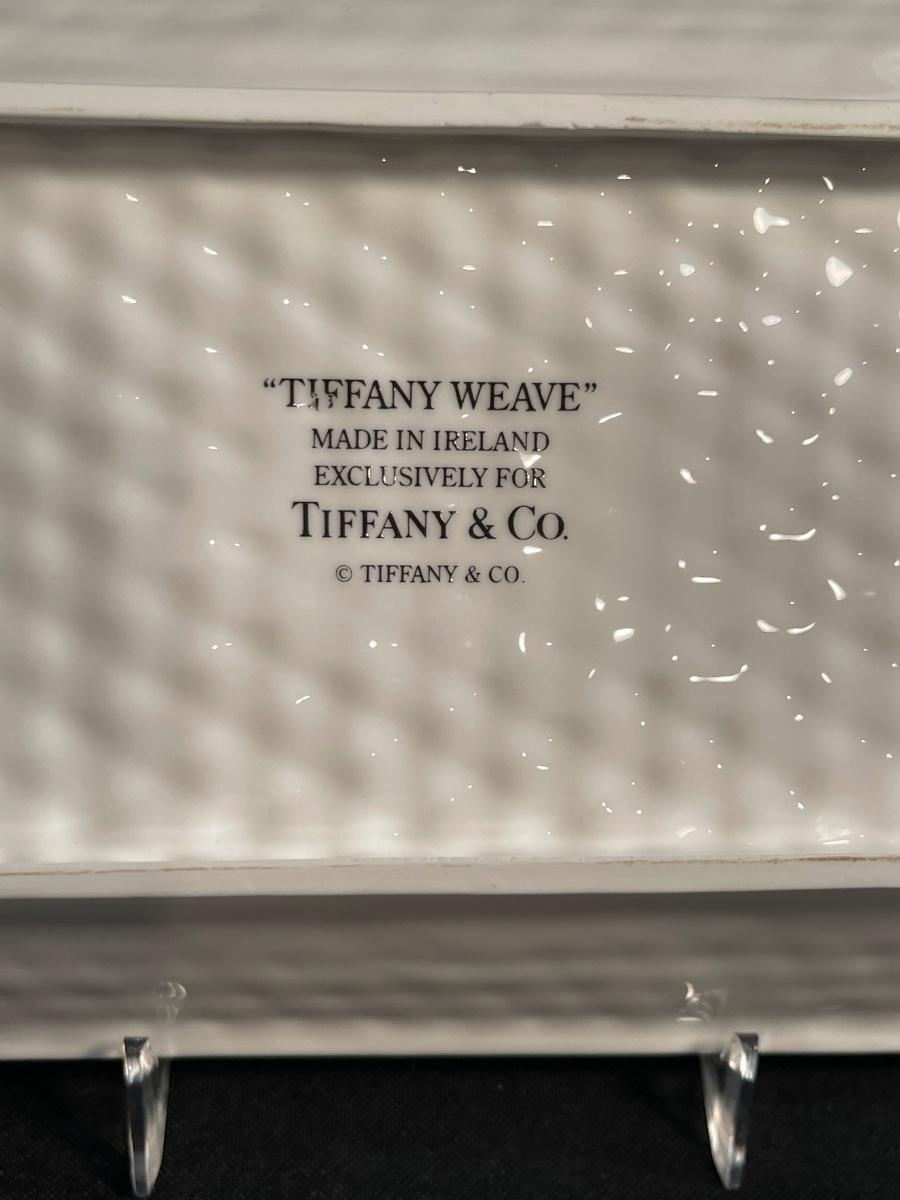 “TIFFANY WEAVE”
MADE IN IRELAND
EXCLUSIVELY FOR
TIFFANY & CO.
© TIFFANY & CO.